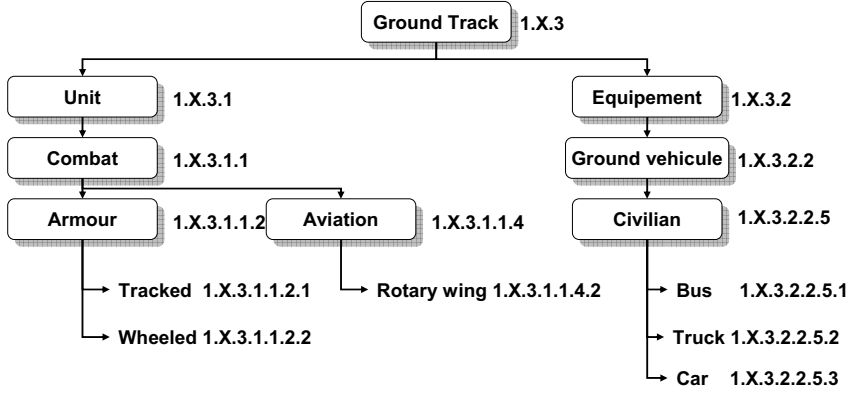 Ground Track 1.X.3
Unit 1.X.3.1 Equipement 1.X.3.2
Combat 1.X.3.1.1 Ground vehicule 1.X.3.2.2
Armour 1.X.3.1.1.2 Aviation 1.X.3.1.1.4 Civilian 1.X.3.2.2.5
Tracked 1.X.3.1.1.2.1 Rotary wing 1.X.3.1.1.4.2 Bus 1.X.3.2.2.5.1
Wheeled 1.X.3.1.1.2.2 Truck 1.X.3.2.2.5.2
Car 1.X.3.2.2.5.3